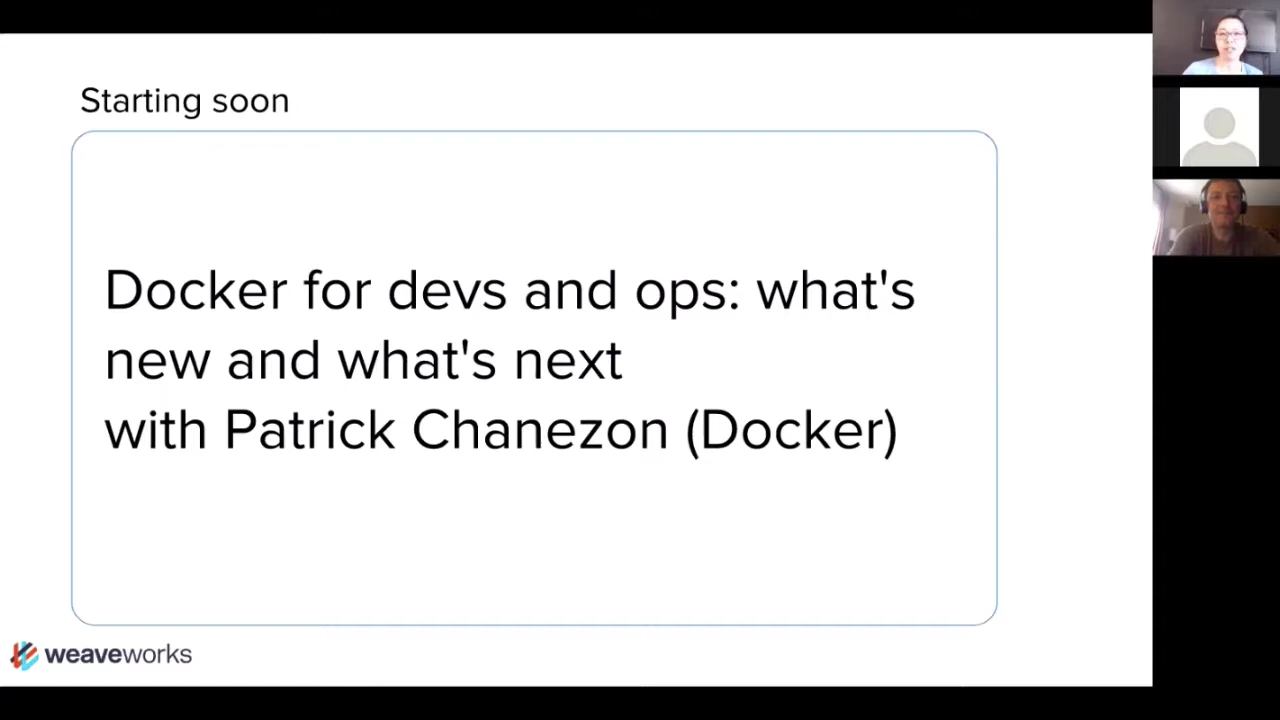 Starting soon
Docker for devs and ops: what's
new and what's next
with Patrick Chanezon (Docker)
weaveworks